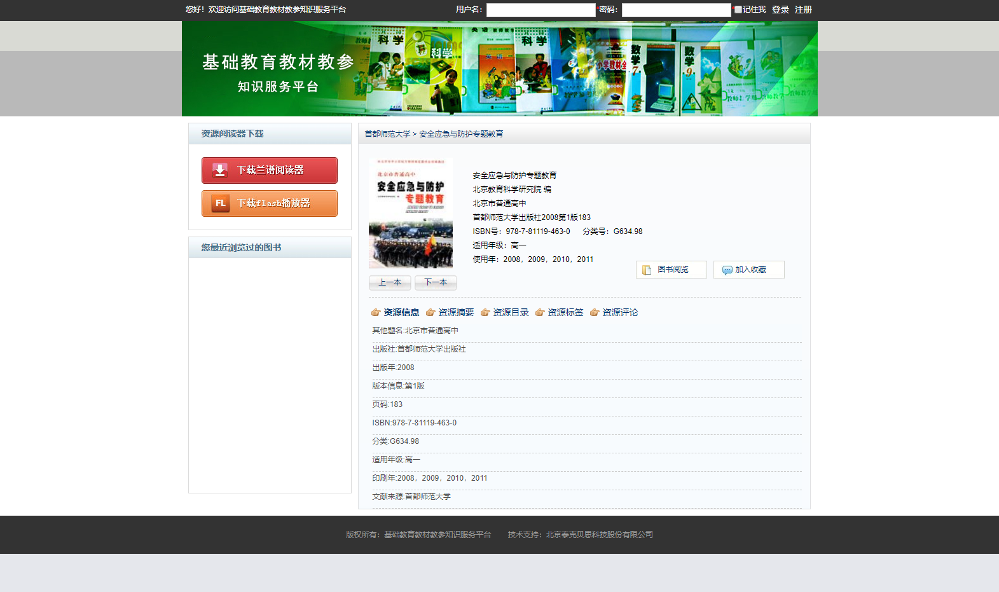 您好！欢迎访问基础教育教材教参知识服务平台
用户名：
密码：
记住我 登录 注册
基础教育教材教参
知识服务平台
科学
英语
科学
科学
小学教材全
数学7
数学9
资源阅读器下载
下载兰谱阅读器
FL 下载flash播放器
您最近浏览过的图书
首都师范大学 > 安全应急与防护专题教育
北京市普通高中
安全应急与防护
专题教育
安全应急与防护专题教育
北京教育科学研究院 编
北京市普通高中
首都师范大学出版社2008第1版183
ISBN号：978-7-81119-463-0 分类号：G634.98
适用年级：高一
使用年：2008，2009，2010，2011
图书阅览
加入收藏
上一本
下一本
资源信息 资源摘要 资源目录 资源标签 资源评论
其他题名:北京市普通高中
出版社:首都师范大学出版社
出版年:2008
版本信息:第1版
页码:183
ISBN:978-7-81119-463-0
分类:G634.98
适用年级:高一
印刷年:2008，2009，2010，2011
文献来源:首都师范大学
版权所有：基础教育教材教参知识服务平台 技术支持：北京泰克贝思科技股份有限公司